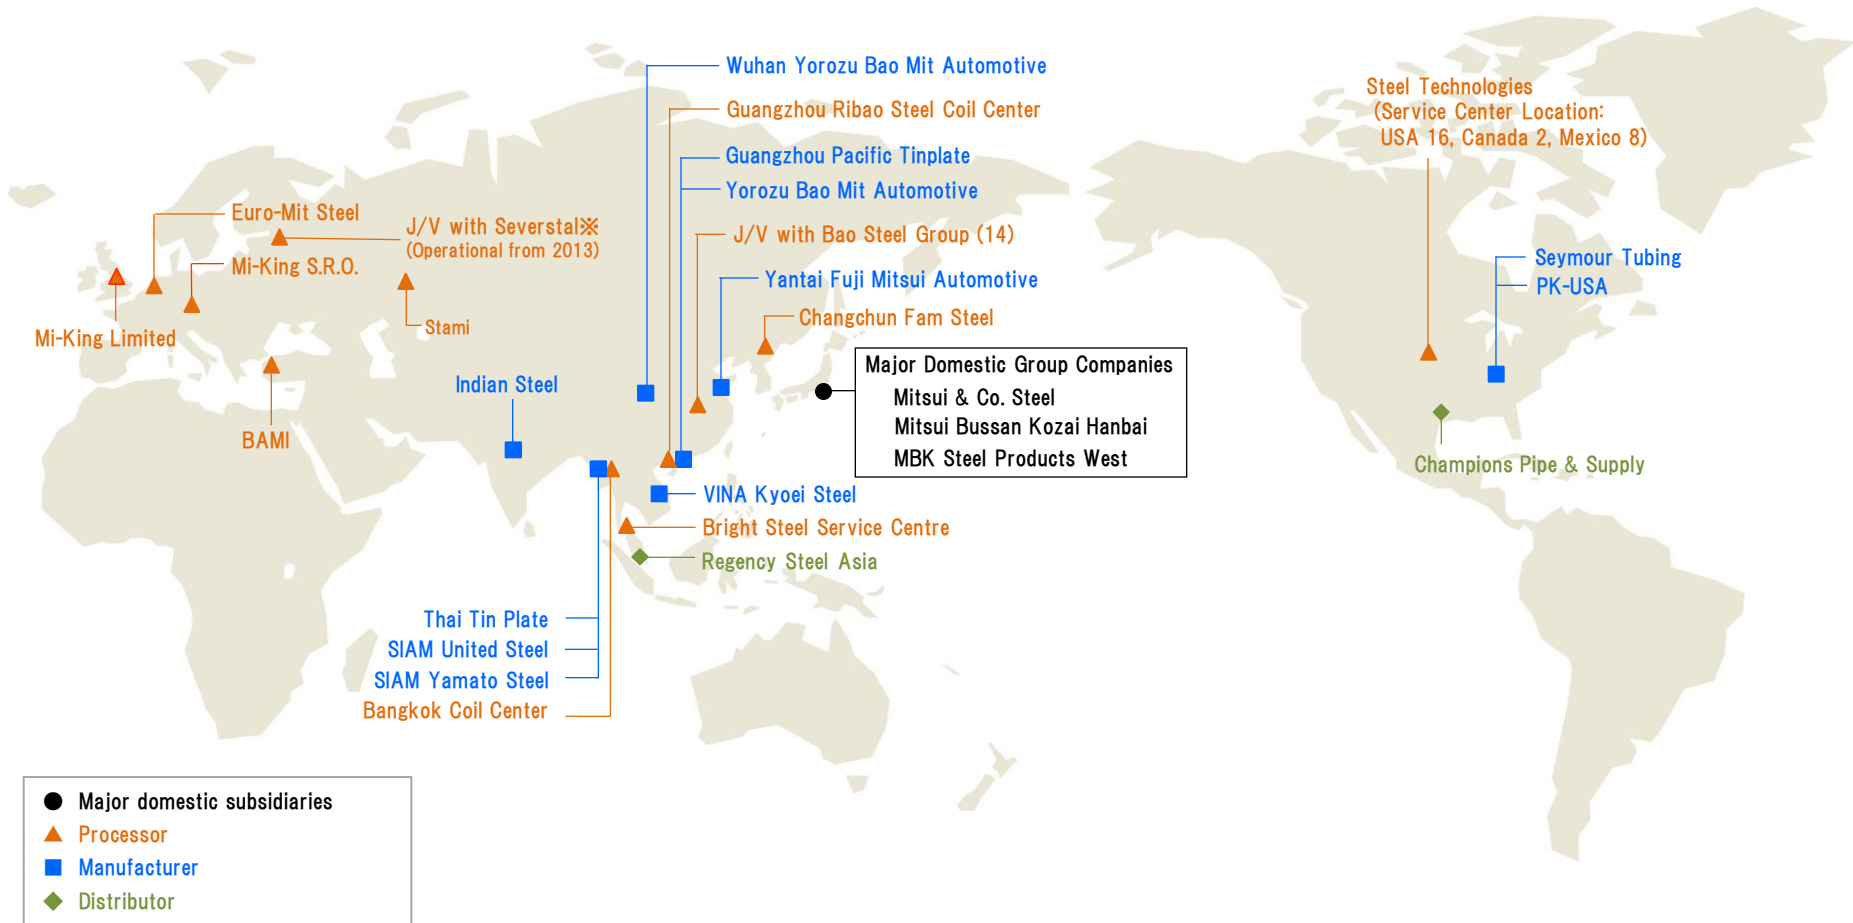 Wuhan Yorozu Bao Mit Automotive
Guangzhou Ribao Steel Coil Center
Guangzhou Pacific Tinplate
Yorozu Bao Mit Automotive
J/V with Bao Steel Group (14)
Yantai Fuji Mitsui Automotive
Changchun Fam Steel
Steel Technologies
(Service Center Location:
USA 16, Canada 2, Mexico 8)
Euro-Mit Steel
J/V with Severstal※
(Operational from 2013)
Mi-King S.R.O.
Mi-King Limited
Stami
BAMI
Indian Steel
Major Domestic Group Companies
Mitsui & Co. Steel
Mitsui Bussan Kozai Hanbai
MBK Steel Products West
Seymour Tubing
PK-USA
Champions Pipe & Supply
VINA Kyoei Steel
Bright Steel Service Centre
Regency Steel Asia
Thai Tin Plate
SIAM United Steel
SIAM Yamato Steel
Bangkok Coil Center
Major domestic subsidiaries
Processor
Manufacturer
Distributor